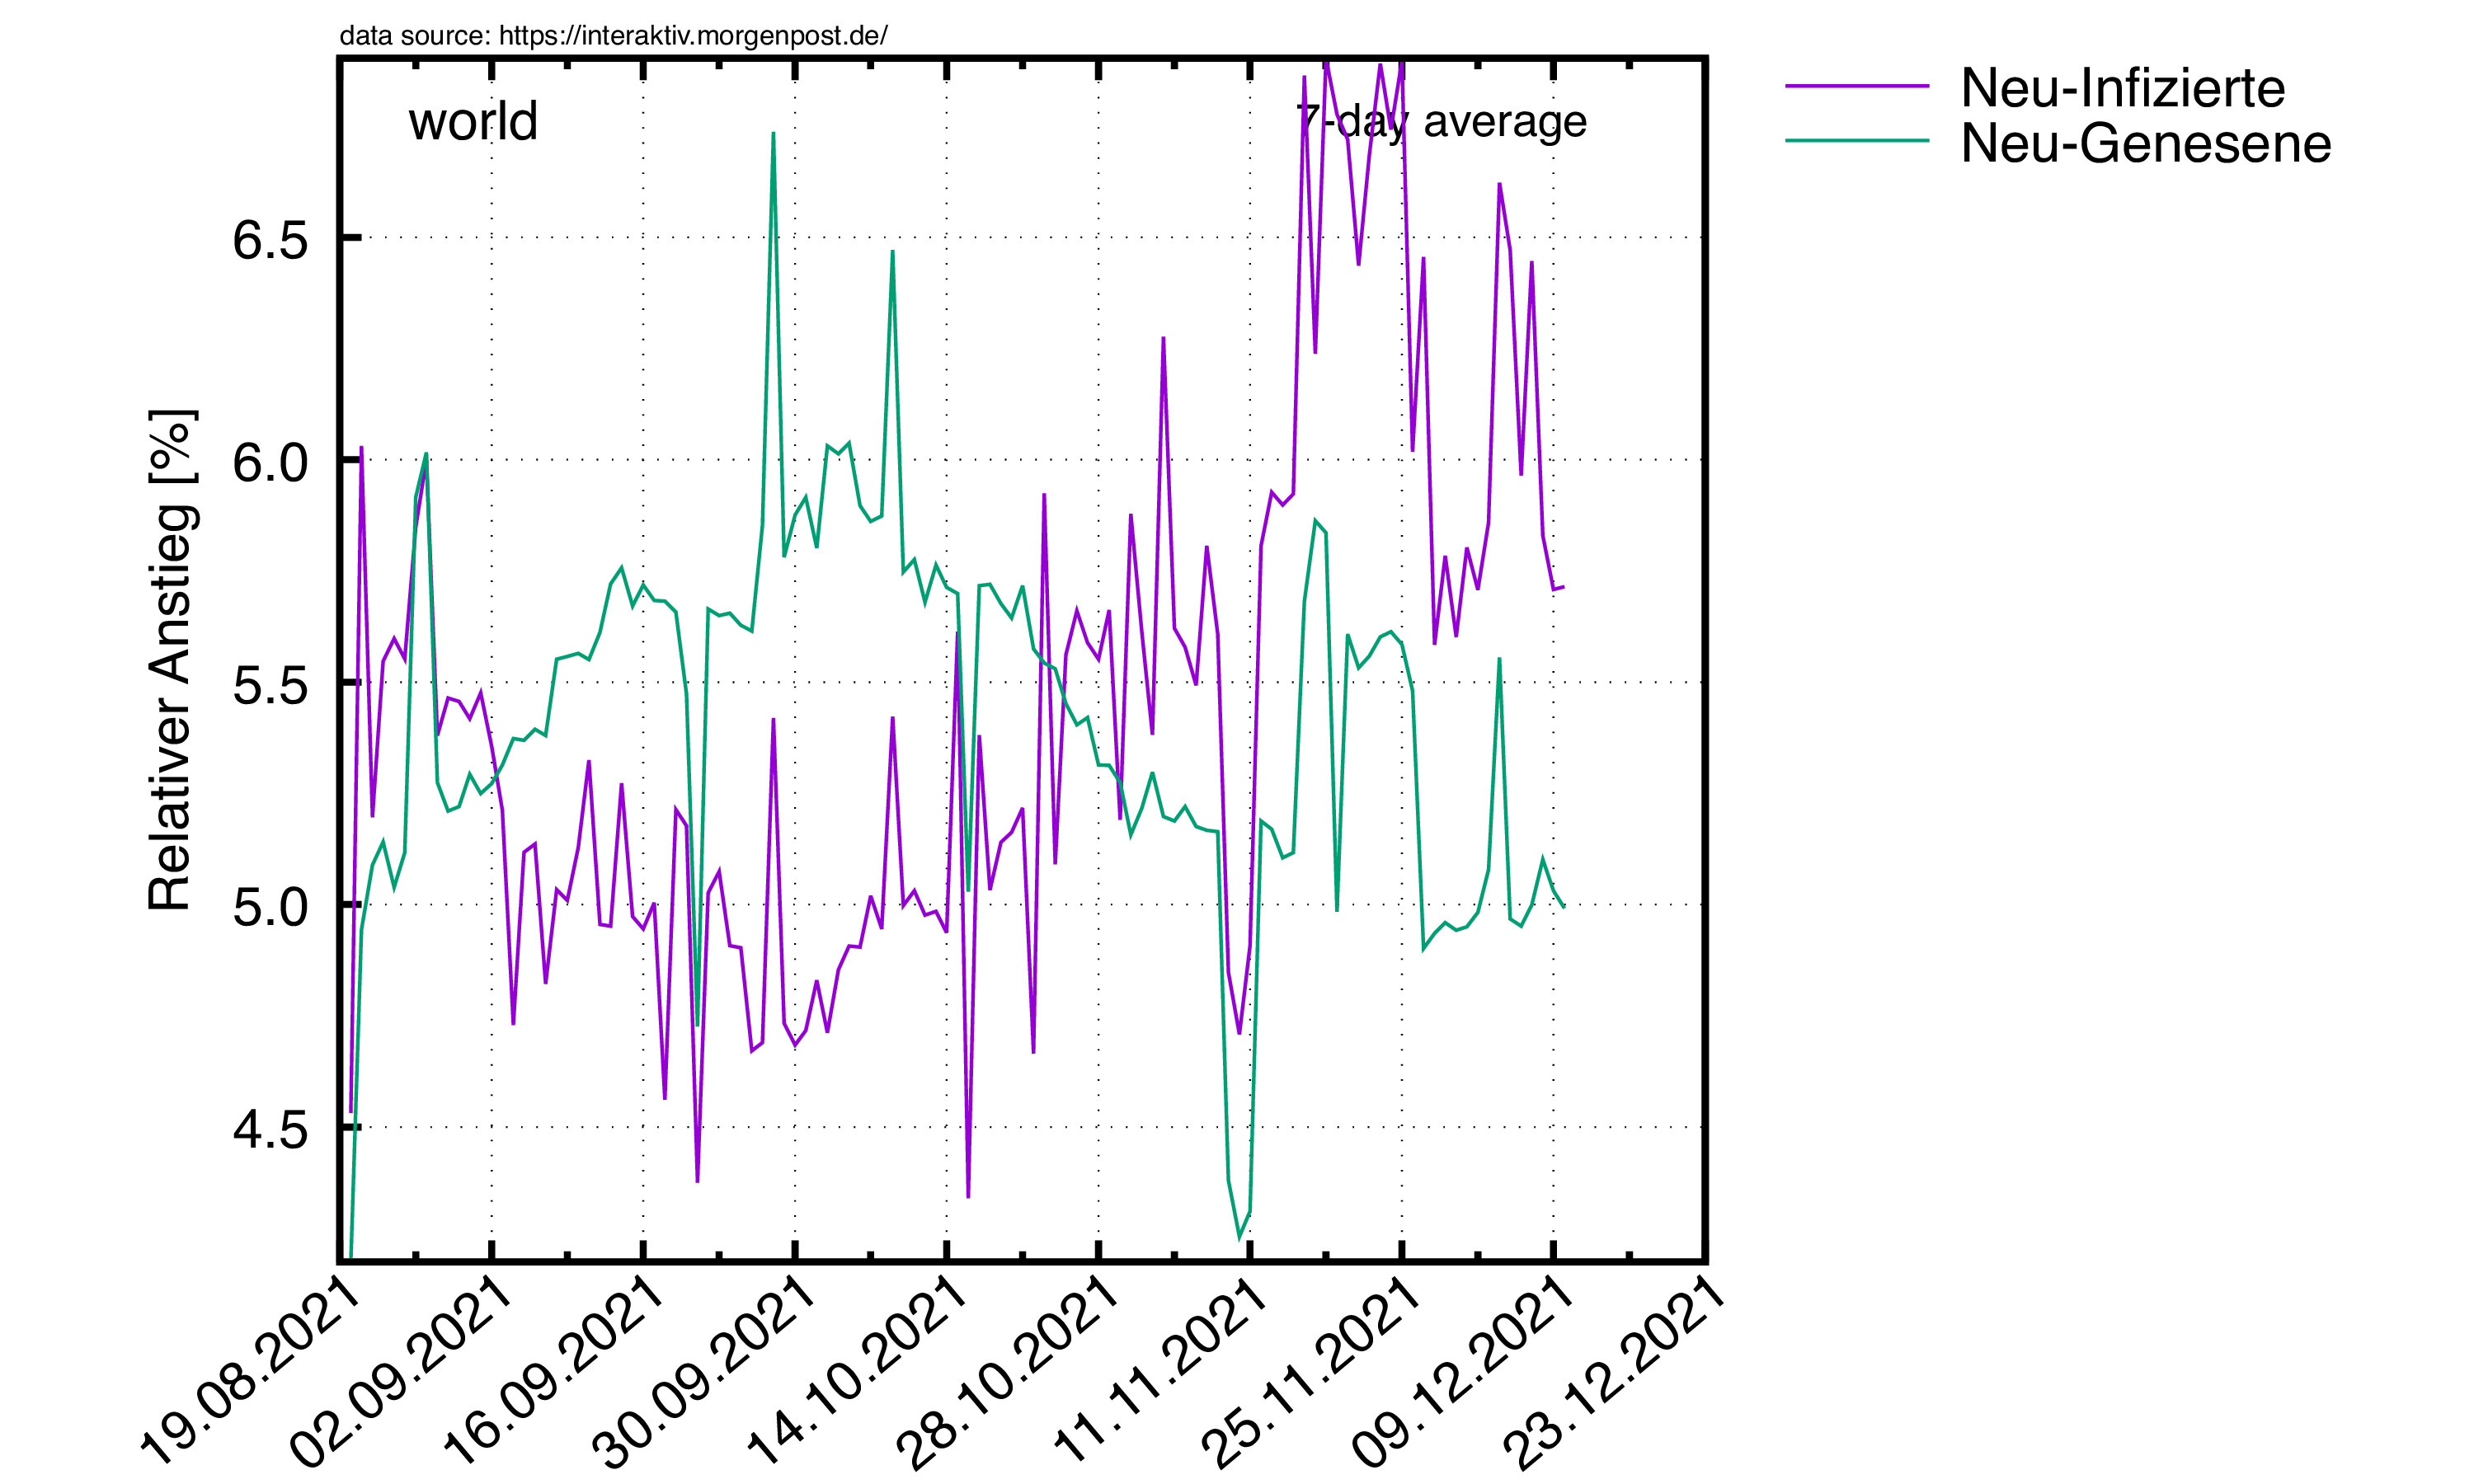 data source: https://interaktiv.morgenpost.de/
world
7-day average
Neu-Infizierte
Neu-Genesene
Relativer Anstieg [%]
6.5
6.0
5.5
5.0
4.5
19.08.2021
02.09.2021
16.09.2021
30.09.2021
14.10.2021
28.10.2021
11.11.2021
25.11.2021
09.12.2021
23.12.2021